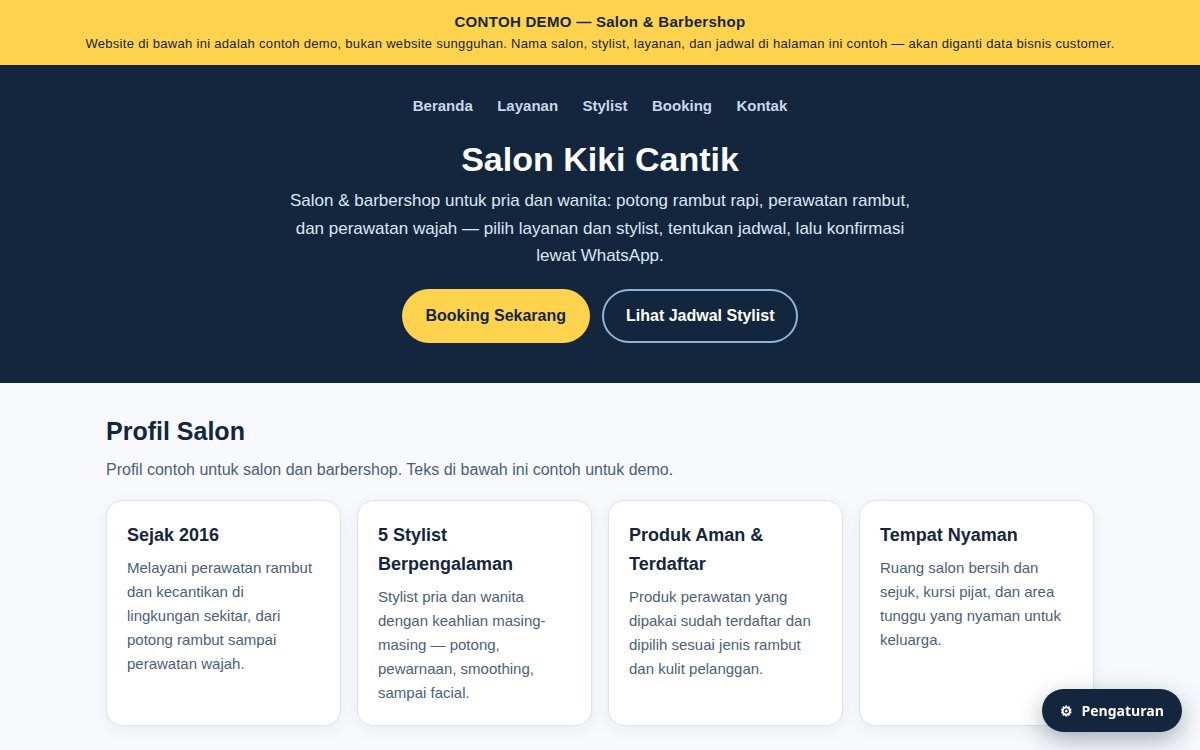 CONTOH DEMO — Salon & Barbershop
Website di bawah ini adalah contoh demo, bukan website sungguhan. Nama salon, stylist, layanan, dan jadwal di halaman ini contoh — akan diganti data bisnis customer.
Beranda Layanan Stylist Booking Kontak
Salon Kiki Cantik
Salon & barbershop untuk pria dan wanita: potong rambut rapi, perawatan rambut,
dan perawatan wajah — pilih layanan dan stylist, tentukan jadwal, lalu konfirmasi
lewat WhatsApp.
Booking Sekarang
Lihat Jadwal Stylist
Profil Salon
Profil contoh untuk salon dan barbershop. Teks di bawah ini contoh untuk demo.
Sejak 2016
Melayani perawatan rambut
dan kecantikan di
lingkungan sekitar, dari
potong rambut sampai
perawatan wajah.
5 Stylist
Berpengalaman
Stylist pria dan wanita
dengan keahlian masing-
masing — potong,
pewarnaan, smoothing,
sampai facial.
Produk Aman &
Terdaftar
Produk perawatan yang
dipakai sudah terdaftar dan
dipilih sesuai jenis rambut
dan kulit pelanggan.
Tempat Nyaman
Ruang salon bersih dan
sejuk, kursi pijat, dan area
tunggu yang nyaman untuk
keluarga.
⚙ Pengaturan